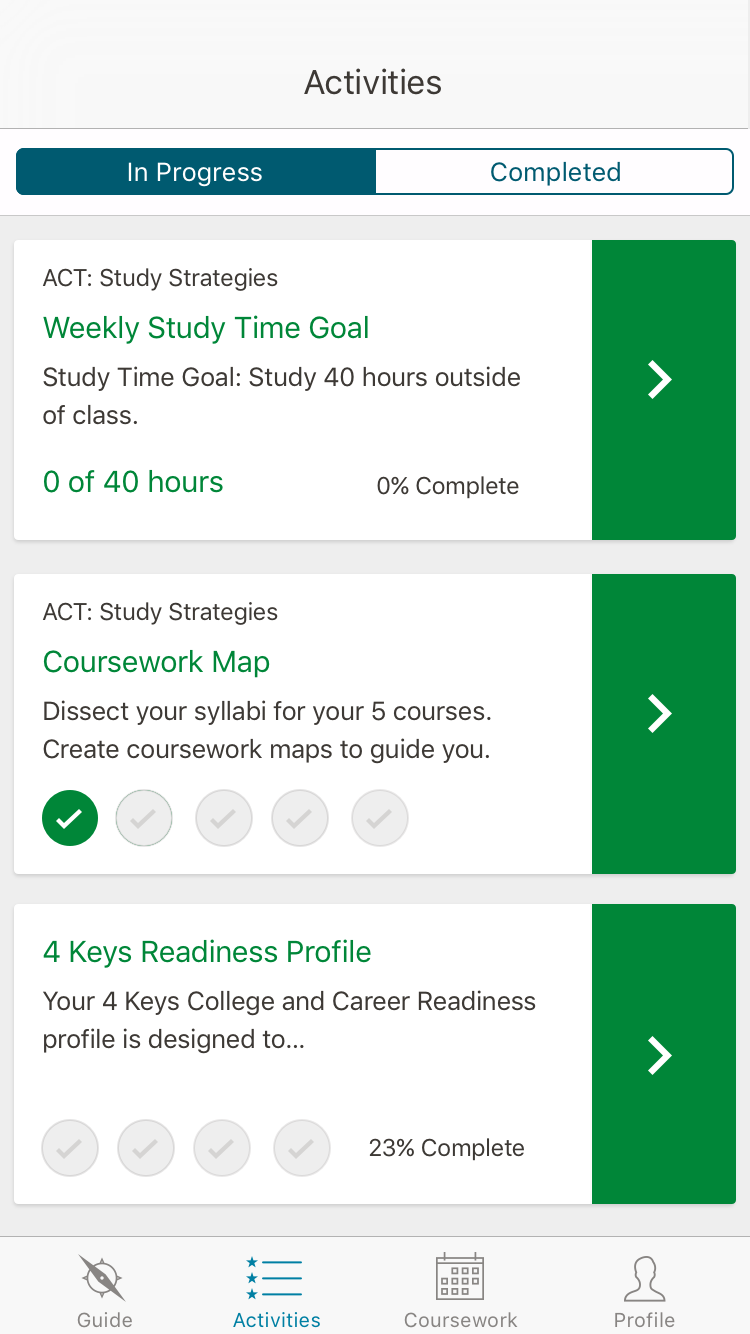 Activities
In Progress
Completed
ACT: Study Strategies
Weekly Study Time Goal
Study Time Goal: Study 40 hours outside
of class.
0 of 40 hours
0% Complete
ACT: Study Strategies
Coursework Map
Dissect your syllabi for your 5 courses.
Create coursework maps to guide you.
4 Keys Readiness Profile
Your 4 Keys College and Career Readiness
profile is designed to...
23% Complete
Guide
Activities
Coursework
Profile